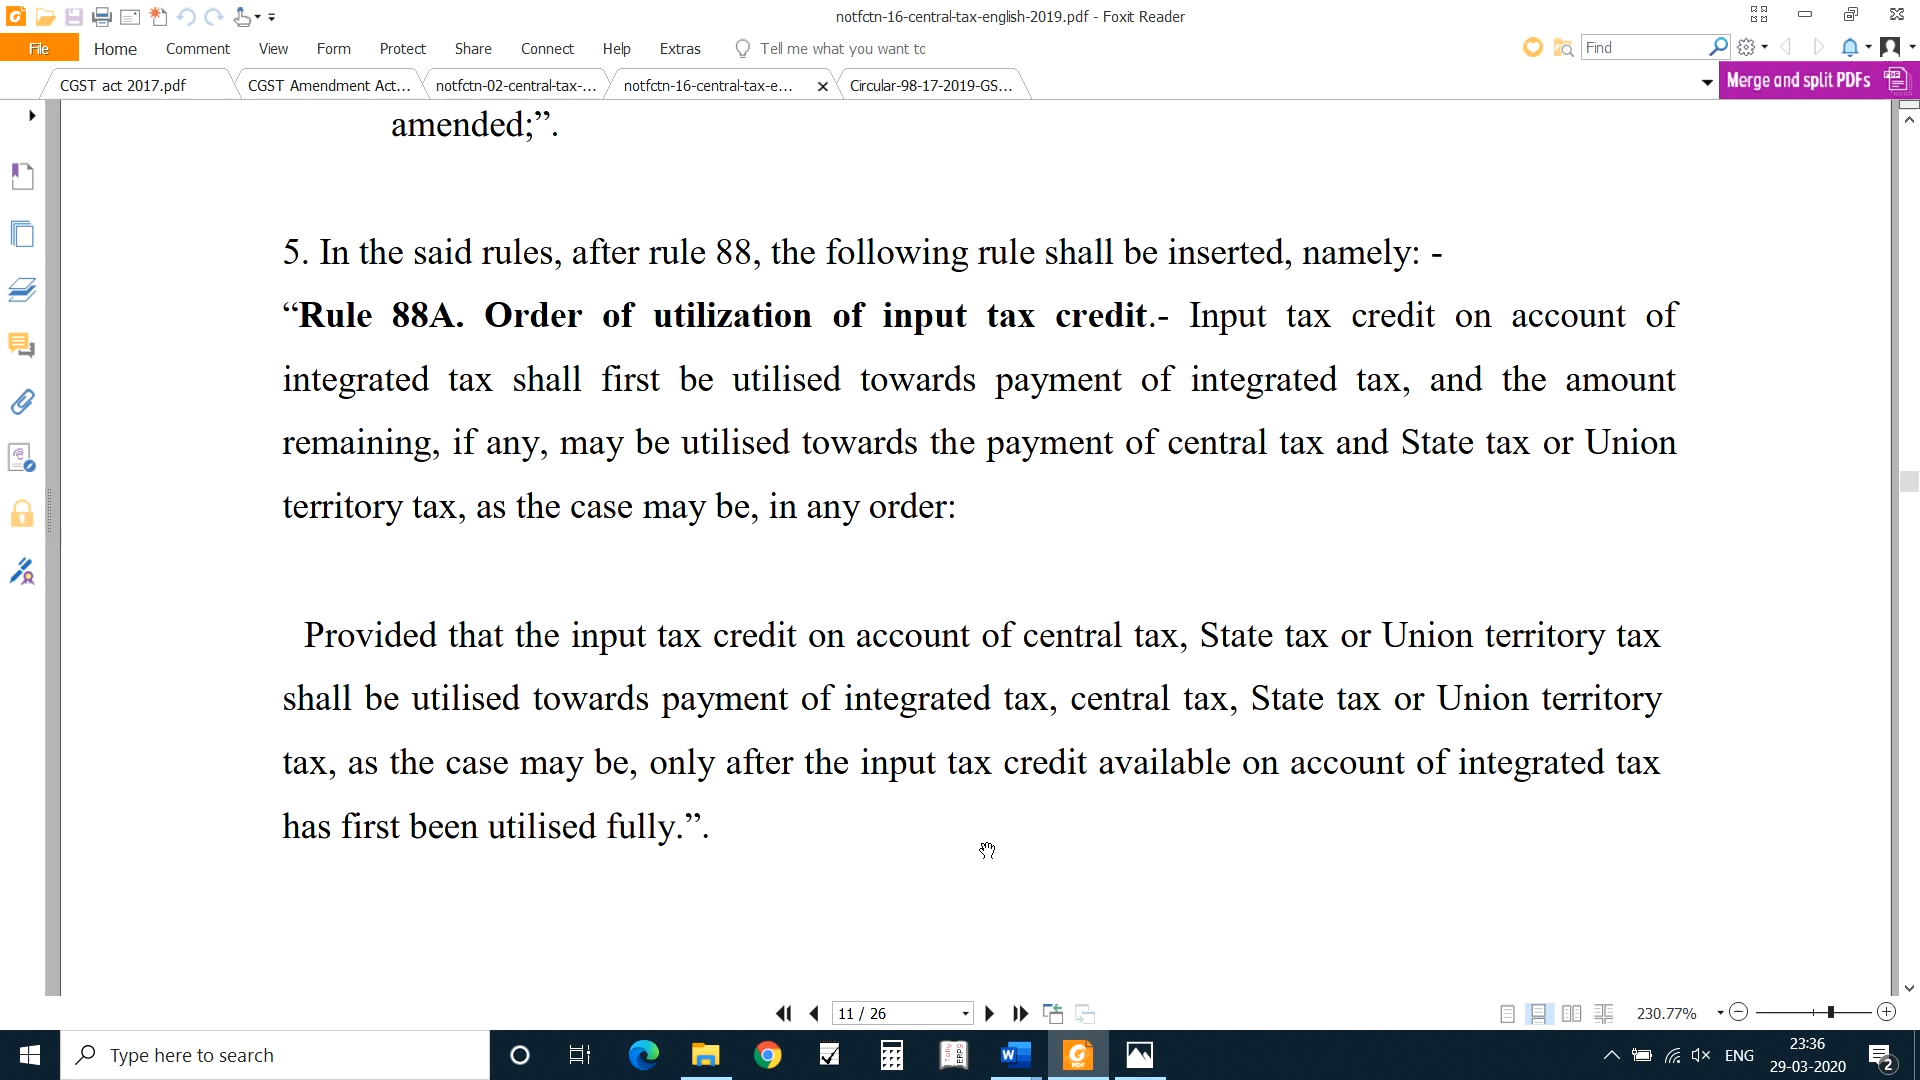 notfctn-16-central-tax-english-2019.pdf - Foxit Reader
File Home Comment View Form Protect Share Connect Help Extras Tell me what you want to Find
CGST act 2017.pdf CGST Amendment Act... notfctn-02-central-tax-... notfctn-16-central-tax-e... Circular-98-17-2019-GS... Merge and split PDFs
amended;”.
5. In the said rules, after rule 88, the following rule shall be inserted, namely: -
“Rule 88A. Order of utilization of input tax credit.- Input tax credit on account of
integrated tax shall first be utilised towards payment of integrated tax, and the amount
remaining, if any, may be utilised towards the payment of central tax and State tax or Union
territory tax, as the case may be, in any order:
Provided that the input tax credit on account of central tax, State tax or Union territory tax
shall be utilised towards payment of integrated tax, central tax, State tax or Union territory
tax, as the case may be, only after the input tax credit available on account of integrated tax
has first been utilised fully.”.
11 / 26 230.77%
Type here to search ENG 23:36
29-03-2020 2